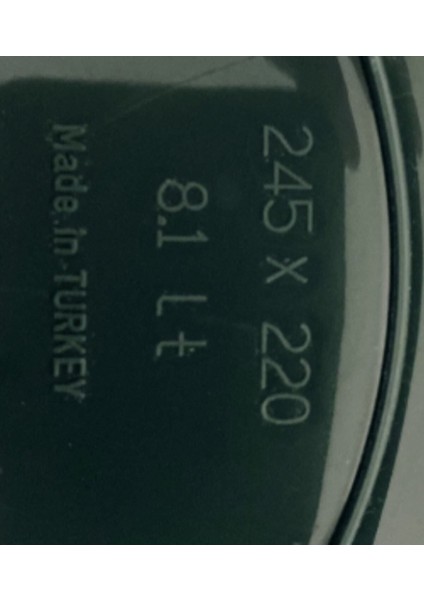 245 x 220
8.1 Lt
Made in TURKEY